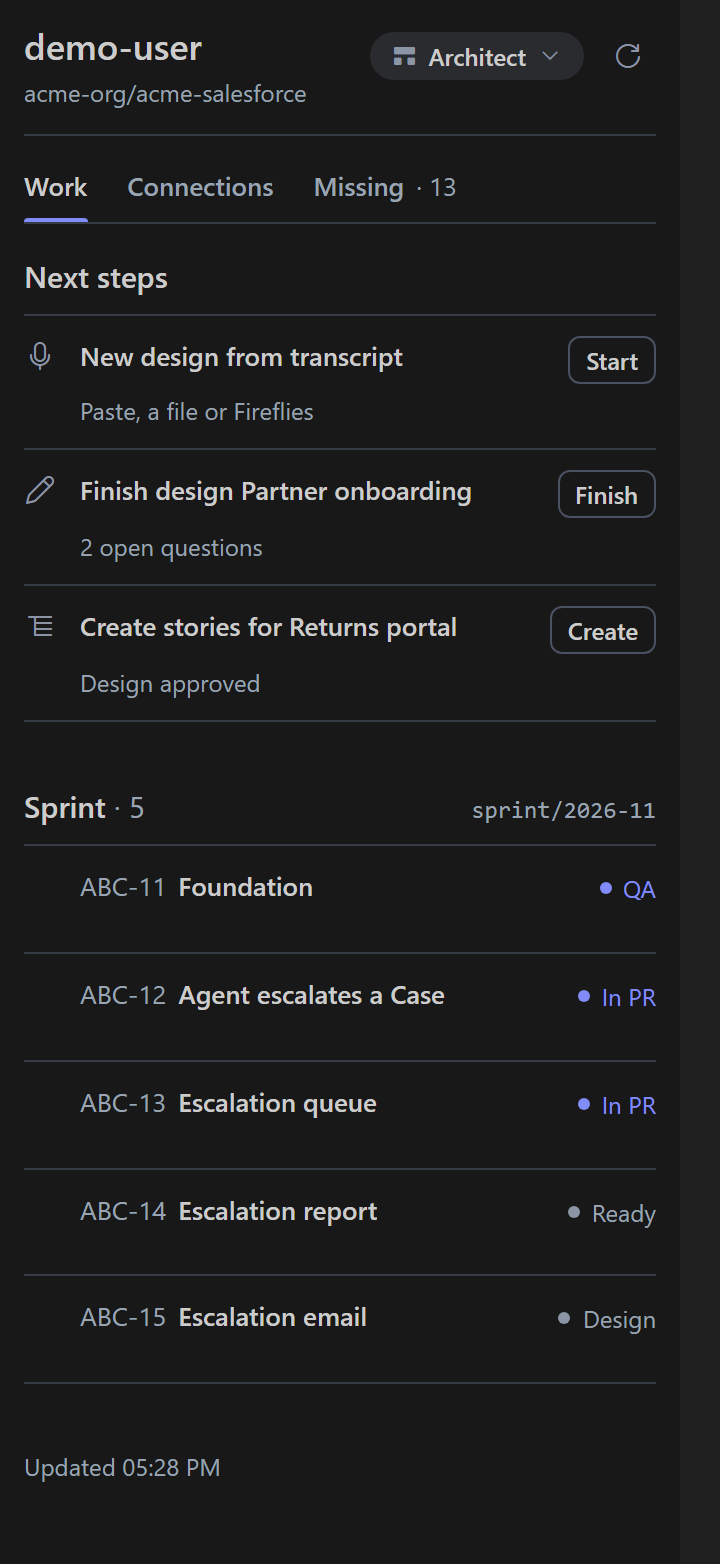 demo-user
Architect
acme-org/acme-salesforce
Work
Connections
Missing · 13
Next steps
New design from transcript
Start
Paste, a file or Fireflies
Finish design Partner onboarding
Finish
2 open questions
Create stories for Returns portal
Create
Design approved
Sprint · 5
sprint/2026-11
ABC-11 Foundation
QA
ABC-12 Agent escalates a Case
In PR
ABC-13 Escalation queue
In PR
ABC-14 Escalation report
Ready
ABC-15 Escalation email
Design
Updated 05:28 PM